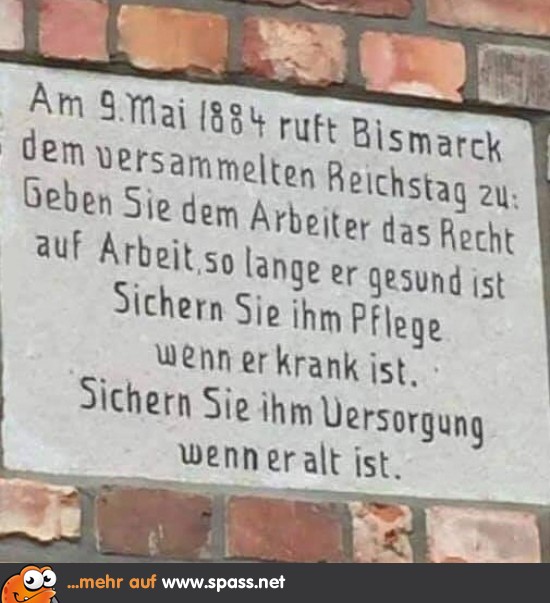 Am 9. Mai 1884 ruft Bismarck
dem versammelten Reichstag zu:
Geben Sie dem Arbeiter das Recht
auf Arbeit, so lange er gesund ist
Sichern Sie ihm Pflege
wenn er krank ist.
Sichern Sie ihm Versorgung
wenn er alt ist.
...mehr auf www.spass.net